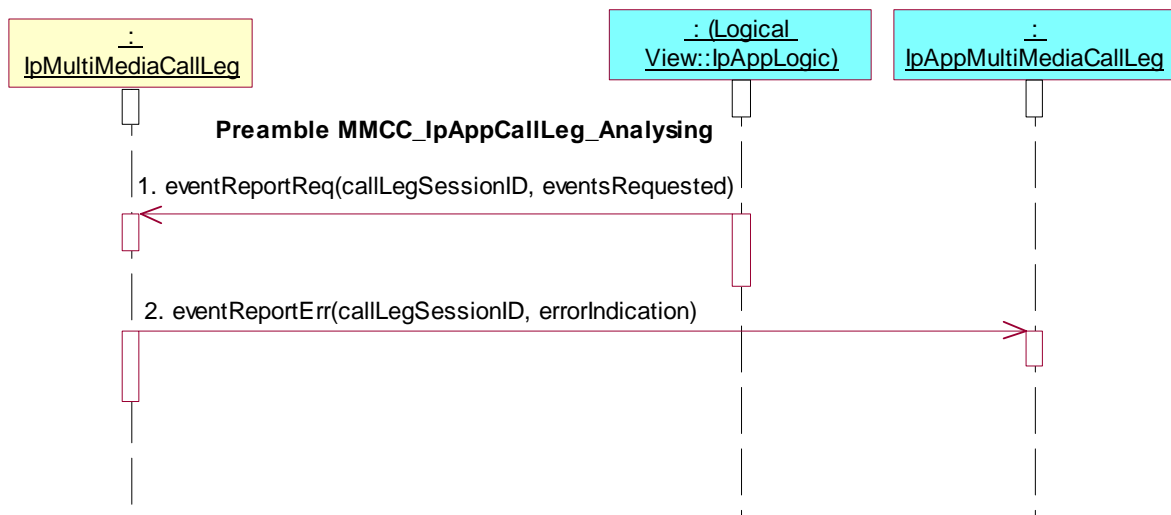 :
IpMultiMediaCallLeg
: (Logical
View::IpAppLogic)
:
IpAppMultiMediaCallLeg
Preamble MMCC_IpAppCallLeg_Analysing
1. eventReportReq(callLegSessionID, eventsRequested)
2. eventReportErr(callLegSessionID, errorIndication)